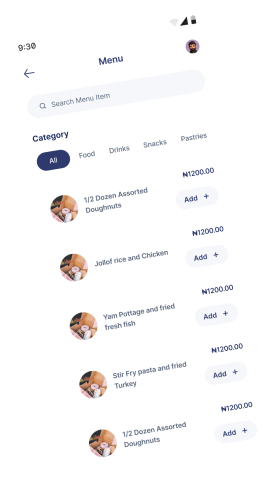 9:30
Menu
Search Menu Item
Category
All Food Drinks Snacks Pastries
₦1200.00
1/2 Dozen Assorted
Doughnuts
Add +
₦1200.00
Jollof rice and Chicken
Add +
₦1200.00
Yam Pottage and fried
fresh fish
Add +
₦1200.00
Stir Fry pasta and fried
Turkey
Add +
₦1200.00
1/2 Dozen Assorted
Doughnuts
Add +